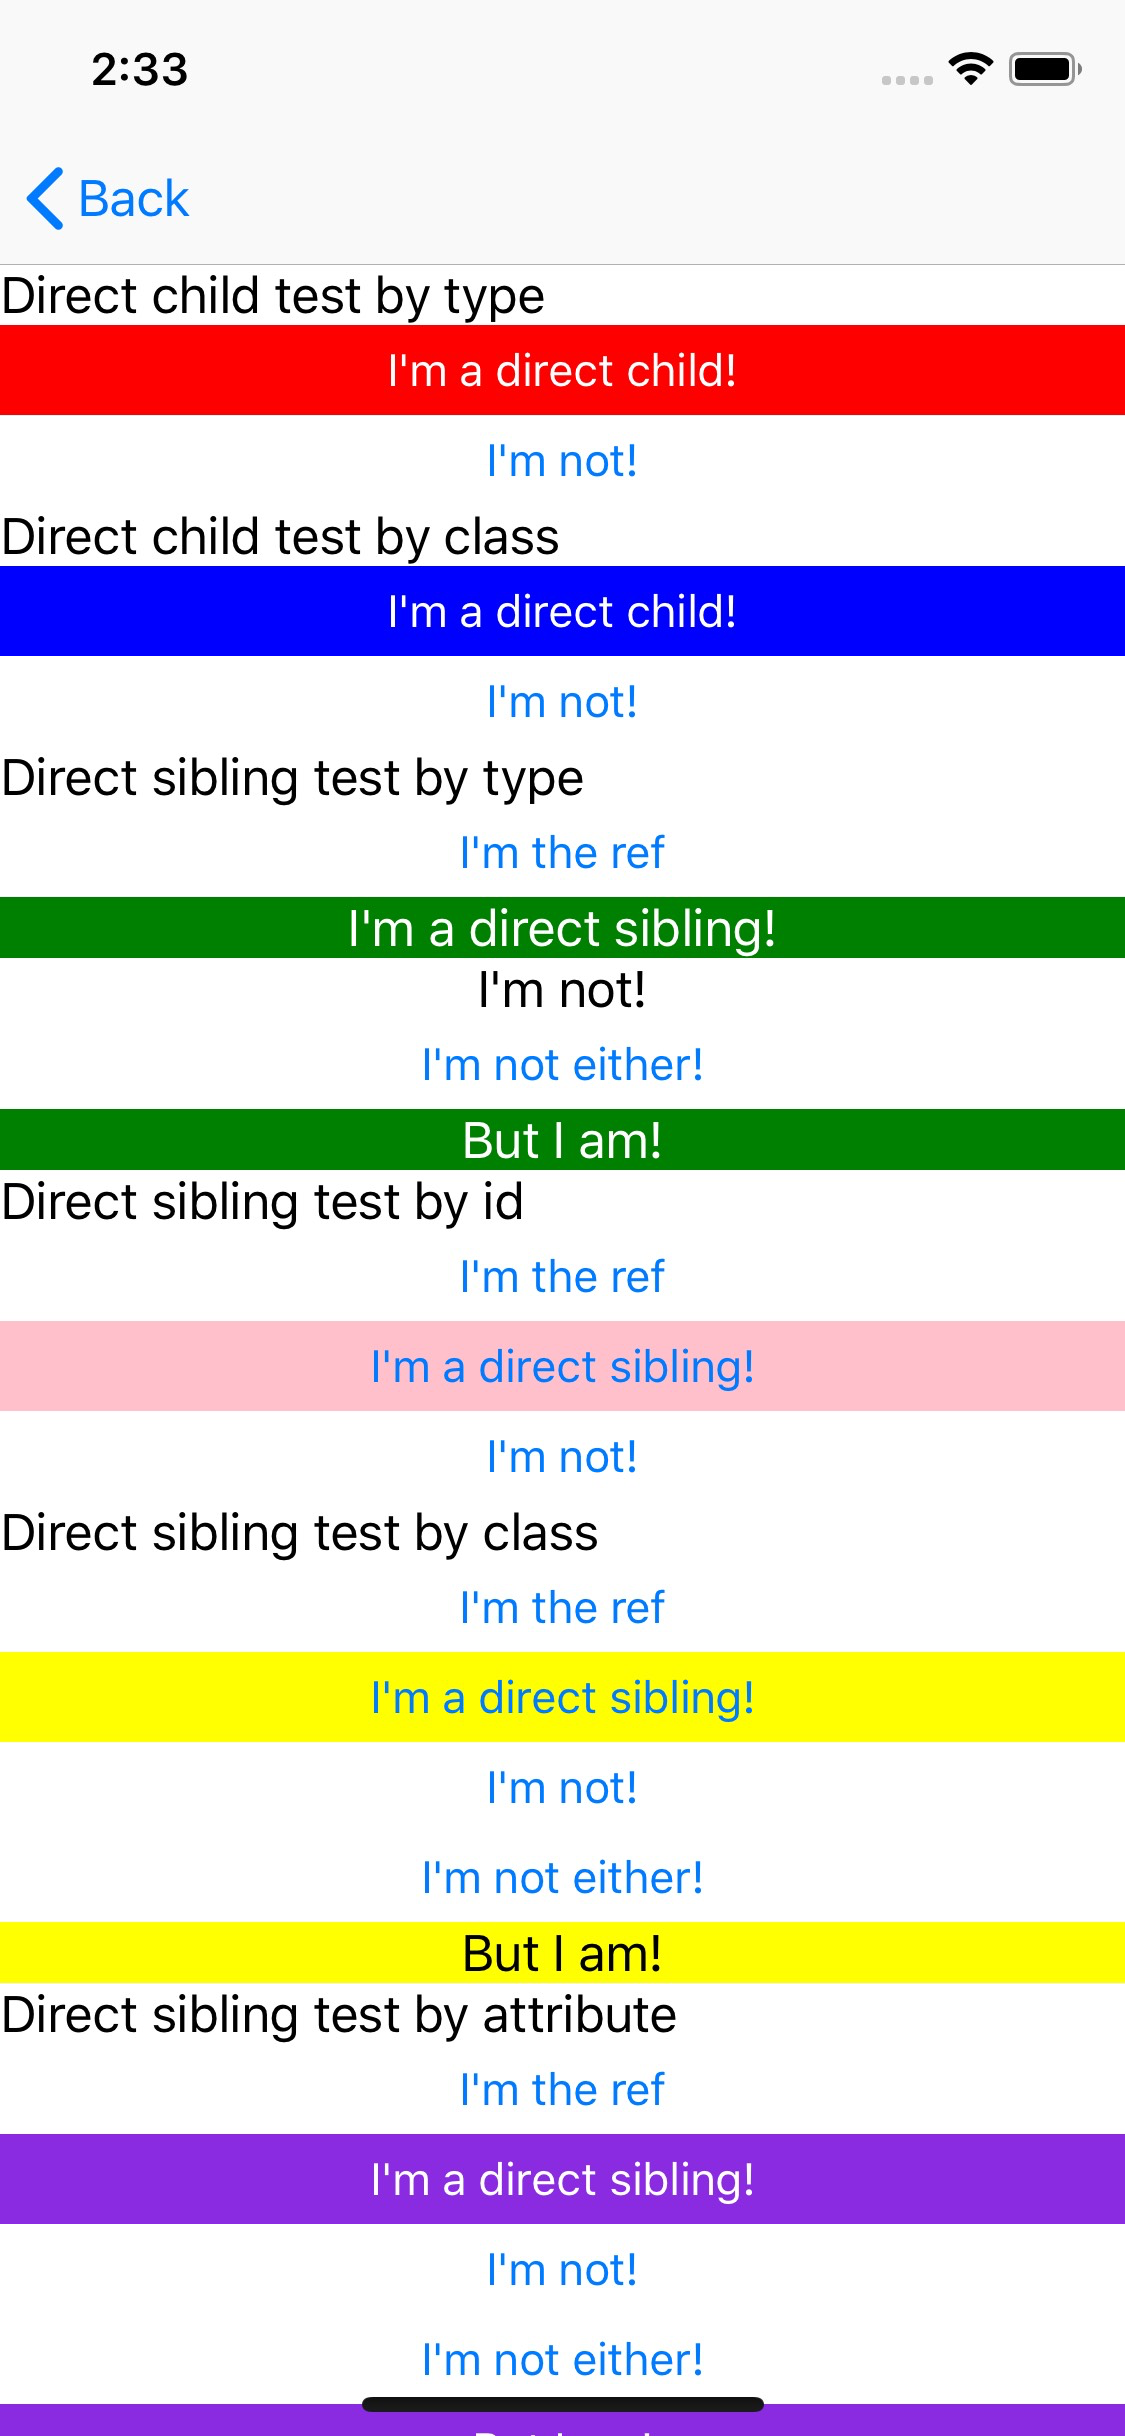 2:33
Back
Direct child test by type
I'm a direct child!
I'm not!
Direct child test by class
I'm a direct child!
I'm not!
Direct sibling test by type
I'm the ref
I'm a direct sibling!
I'm not!
I'm not either!
But I am!
Direct sibling test by id
I'm the ref
I'm a direct sibling!
I'm not!
Direct sibling test by class
I'm the ref
I'm a direct sibling!
I'm not!
I'm not either!
But I am!
Direct sibling test by attribute
I'm the ref
I'm a direct sibling!
I'm not!
I'm not either!